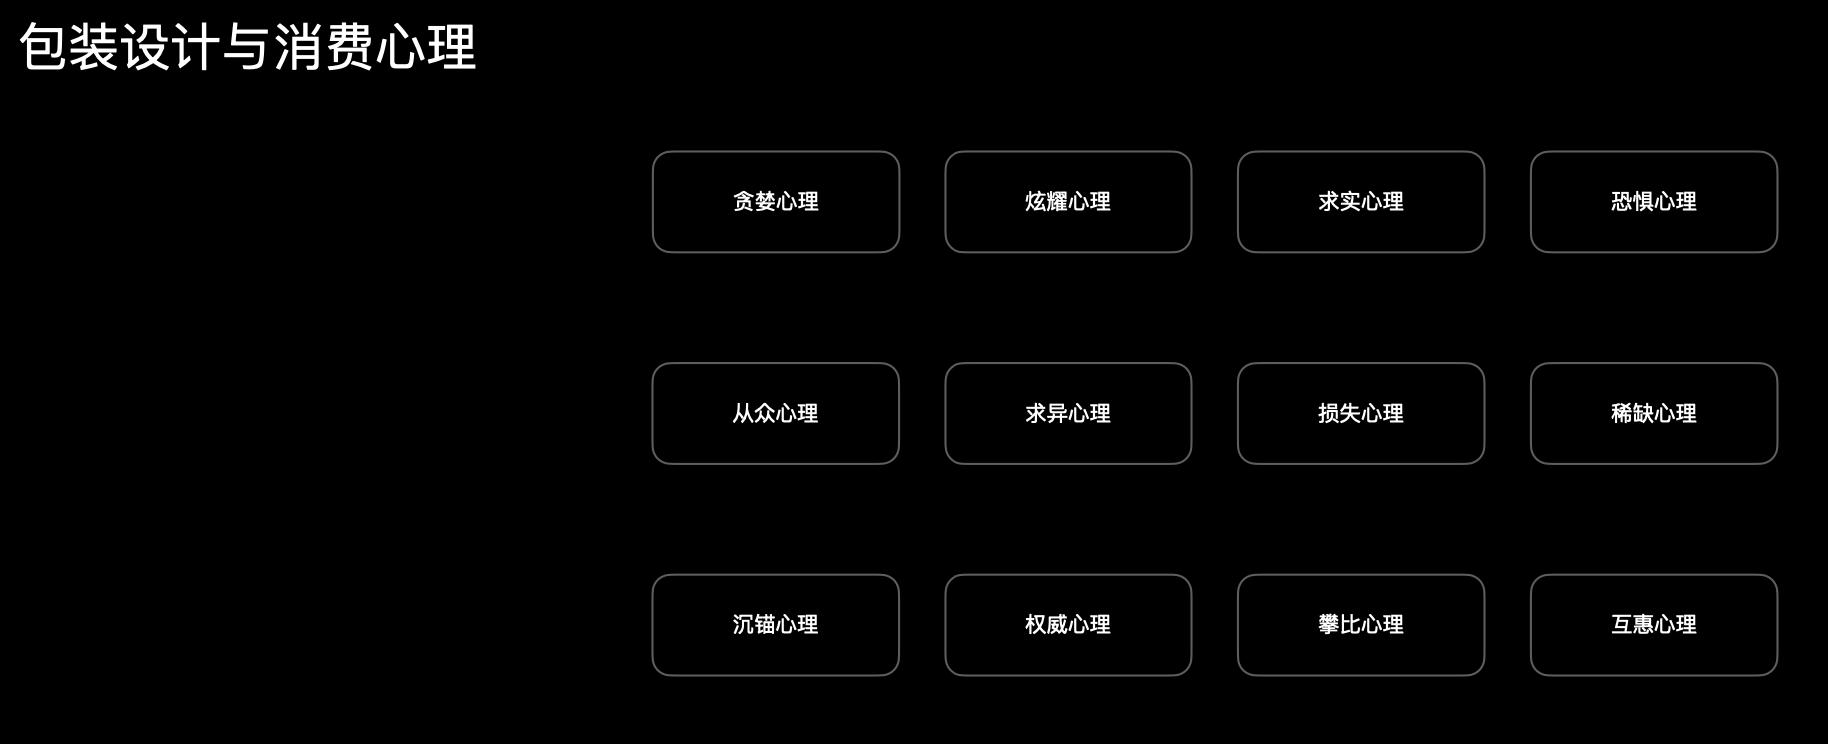 包装设计与消费心理
贪婪心理
炫耀心理
求实心理
恐惧心理
从众心理
求异心理
损失心理
稀缺心理
沉锚心理
权威心理
攀比心理
互惠心理